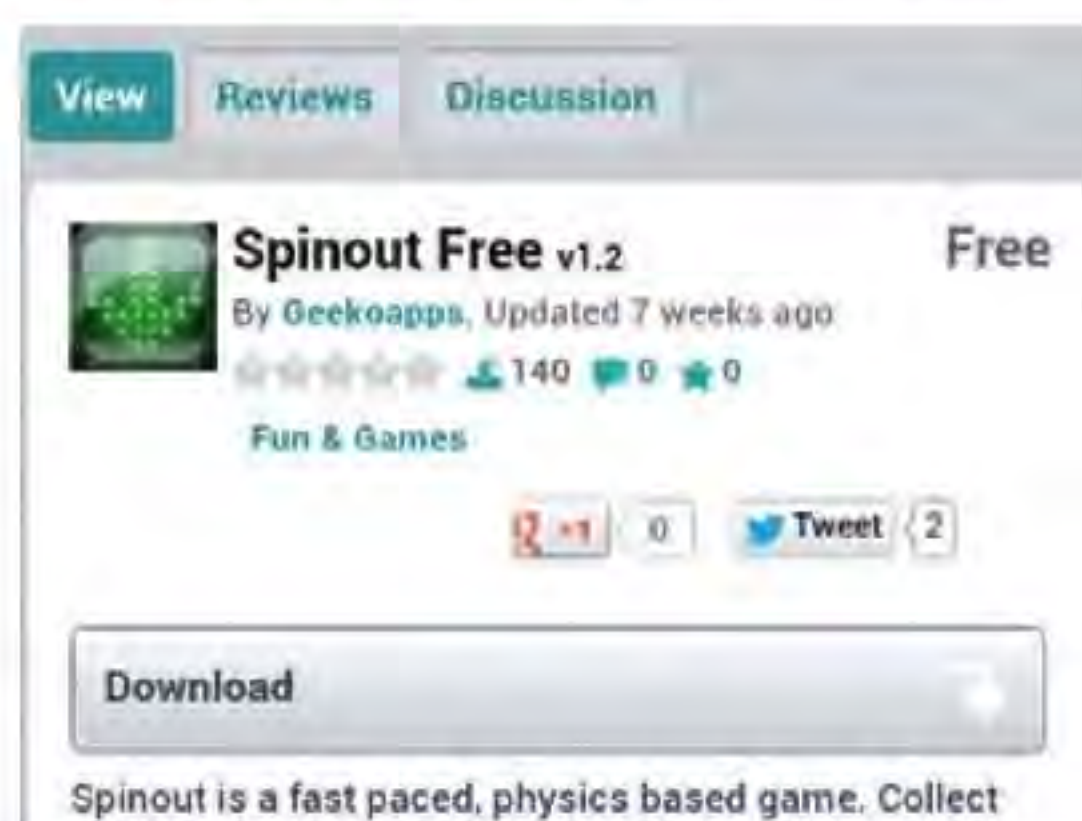 View Reviews Discussion
Spinout Free v1.2 Free
By Geekoapps, Updated 7 weeks ago
140 0 0
Fun & Games
+1 0 Tweet 2
Download
Spinout is a fast paced, physics based game. Collect